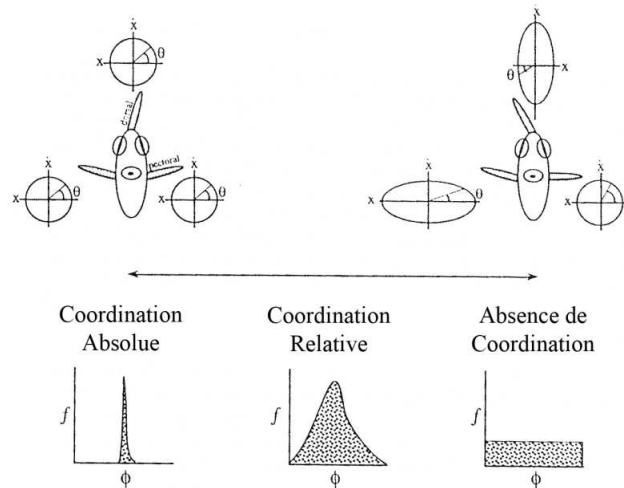 ẋ
x
θ
dorsal
pectoral
ẋ
x
θ
ẋ
x
θ
ẋ
θ
x
ẋ
x
θ
ẋ
x
θ
Coordination
Absolue
Coordination
Relative
Absence de
Coordination
f
ϕ
f
ϕ
f
ϕ